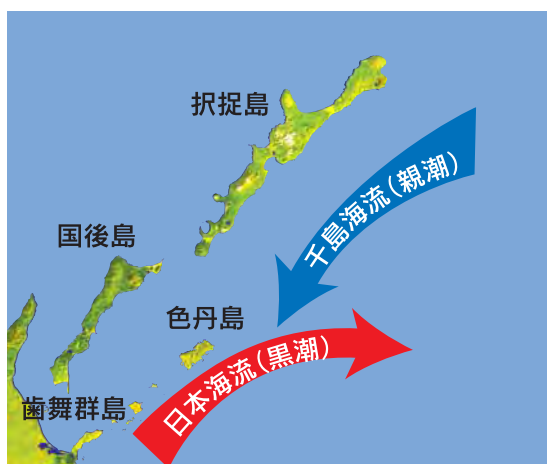 択捉島
千島海流（親潮）
国後島
色丹島
日本海流（黒潮）
歯舞群島